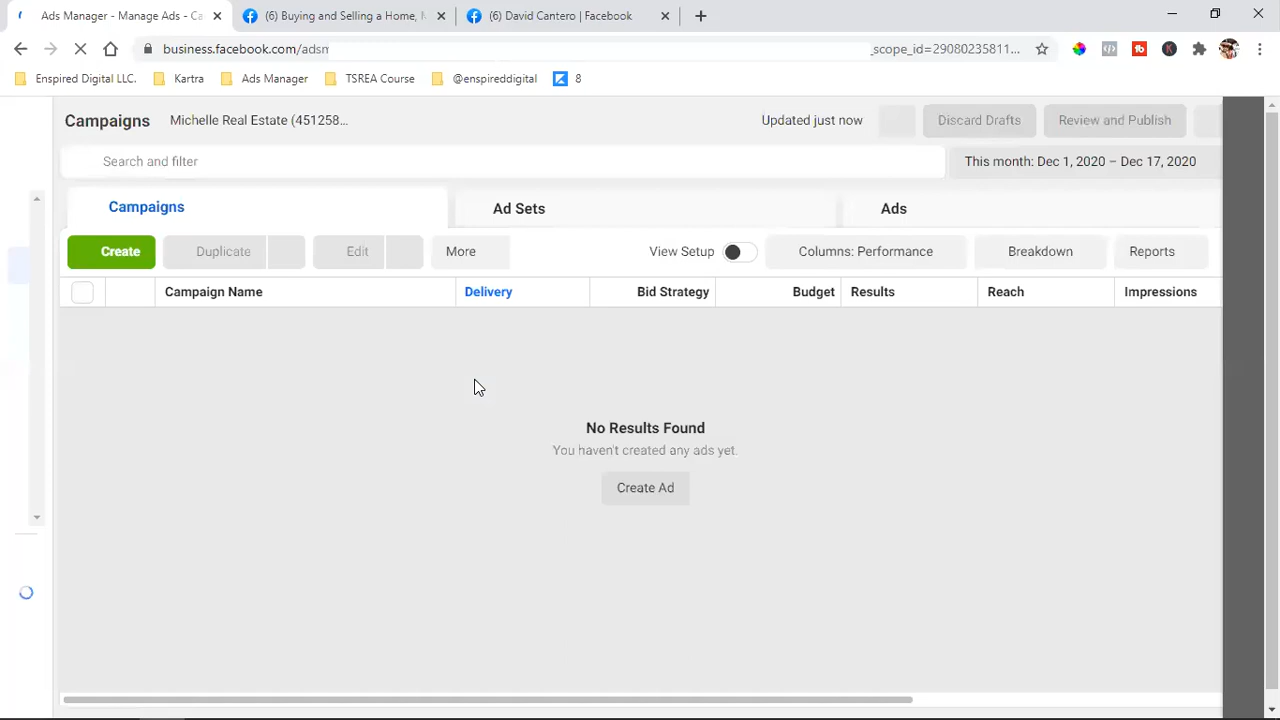 Ads Manager - Manage Ads - Ca
(6) Buying and Selling a Home,
(6) David Cantero | Facebook
business.facebook.com/adsm
_scope_id=29080235811...
Enspired Digital LLC.
Kartra
Ads Manager
TSREA Course
@enspireddigital
8
Campaigns
Michelle Real Estate (451258...
Updated just now
Discard Drafts
Review and Publish
Search and filter
This month: Dec 1, 2020 – Dec 17, 2020
Campaigns
Ad Sets
Ads
Create
Duplicate
Edit
More
View Setup
Columns: Performance
Breakdown
Reports
Campaign Name
Delivery
Bid Strategy
Budget
Results
Reach
Impressions
No Results Found
You haven't created any ads yet.
Create Ad